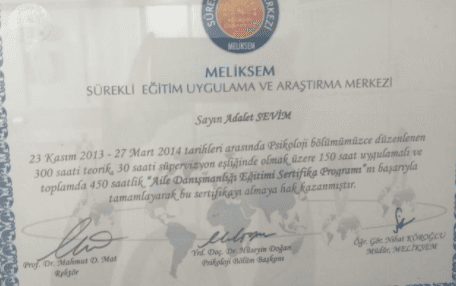 SÜREKLİ
MERKEZİ
MELİKSEM
MELİKSEM
SÜREKLİ EĞİTİM UYGULAMA VE ARAŞTIRMA MERKEZİ
Sayın Adalet SEVİM
23 Kasım 2013 - 27 Mart 2014 tarihleri arasında Psikoloji bölümümüzce düzenlenen
300 saati teorik, 30 saati süpervizyon eşliğinde olmak üzere 150 saat uygulamalı ve
toplamda 450 saatlik "Aile Danışmanlığı Eğitimi Sertifika Programı"nı başarıyla
tamamlayarak bu sertifikayı almaya hak kazanmıştır.
Prof. Dr. Mahmut D. Mat
Rektör
Yrd. Doç. Dr. Hüseyin Doğan
Psikoloji Bölüm Başkanı
Öğr. Gör. Nihat KÖROĞLU
Müdür, MELİKSEM